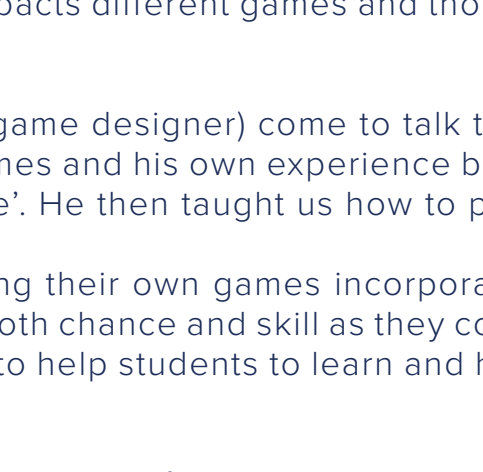 pacts different games and tho
game designer) come to talk t
mes and his own experience b
e’. He then taught us how to p
ng their own games incorpora
oth chance and skill as they co
to help students to learn and h